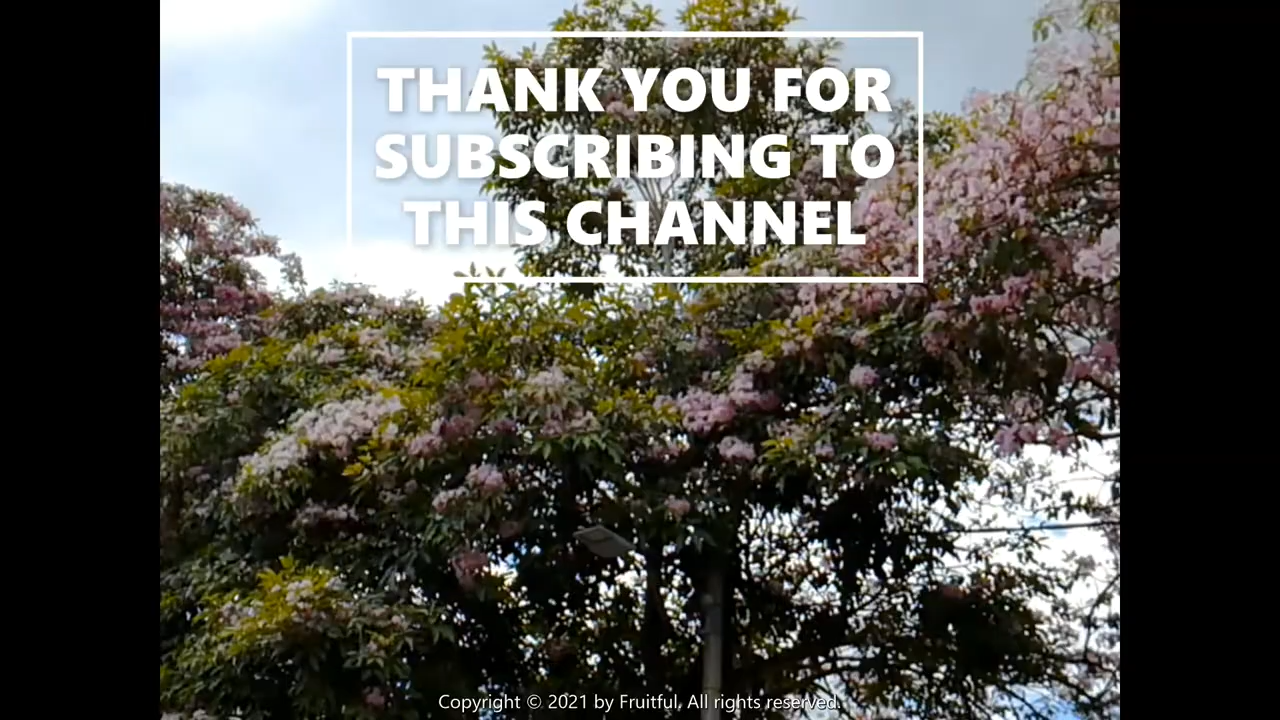 THANK YOU FOR
SUBSCRIBING TO
THIS CHANNEL
Copyright © 2021 by Fruitful. All rights reserved.